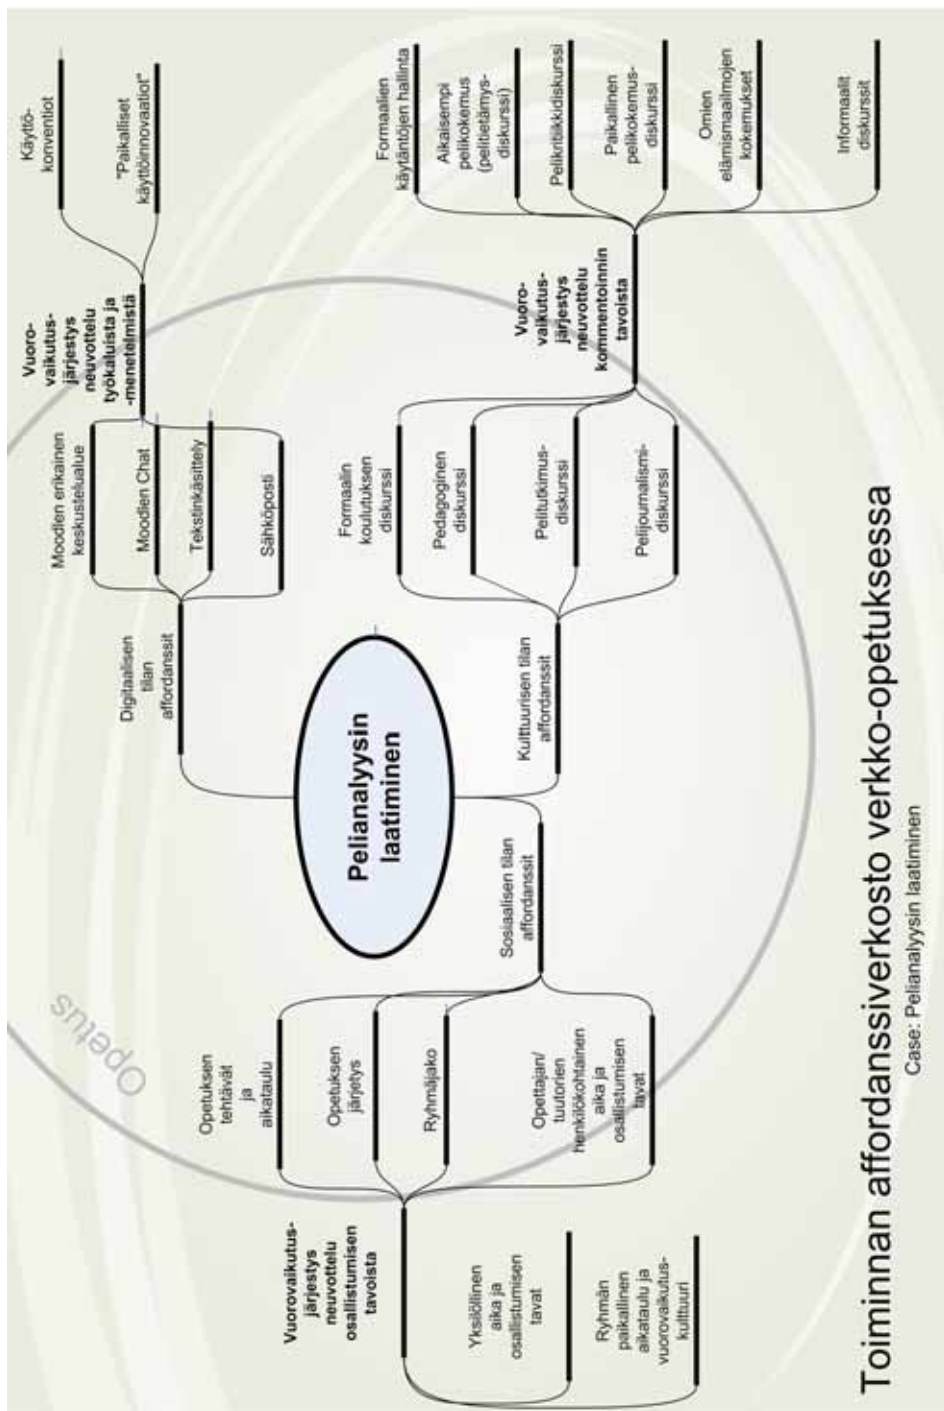 Opetus
Pelianalyysin
laatiminen
Digitaalisen
tilan
affordanssit
Moodlen erikainen
keskustelualue
Moodlen Chat
Tekstinkäsittely
Sähköposti
Vuoro-
vaikutus-
järjestys
neuvottelu
työkaluista ja
-menetelmistä
Käyttö-
konventiot
"Paikalliset
käyttöinnovaatiot"
Kulttuurisen tilan
affordanssit
Formaalin
koulutuksen
diskurssi
Pedagoginen
diskurssi
Pelitutkimus-
diskurssi
Pelijournalismi-
diskurssi
Vuoro-
vaikutus-
järjestys
neuvottelu
kommentoinnin
tavoista
Formaalien
käytäntöjen hallinta
Aikaisempi
pelikokemus
(pelitietämys-
diskurssi)
Pelikritiikkidiskurssi
Paikallinen
pelikokemus-
diskurssi
Omien
elämismaailmojen
kokemukset
Informaalit
diskurssit
Sosiaalisen tilan
affordanssit
Opetuksen
tehtävät
ja
aikataulu
Opetuksen
järjetys
Ryhmäjako
Opettajan/
tuutorien
henkilökohtainen
aika ja
osallistumisen
tavat
Vuorovaikutus-
järjestys
neuvottelu
osallistumisen
tavoista
Yksilöllinen
aika ja
osallistumisen
tavat
Ryhmän
paikallinen
aikataulu ja
vuorovaikutus-
kulttuuri
Toiminnan affordanssiverkosto verkko-opetuksessa
Case: Pelianalyysin laatiminen